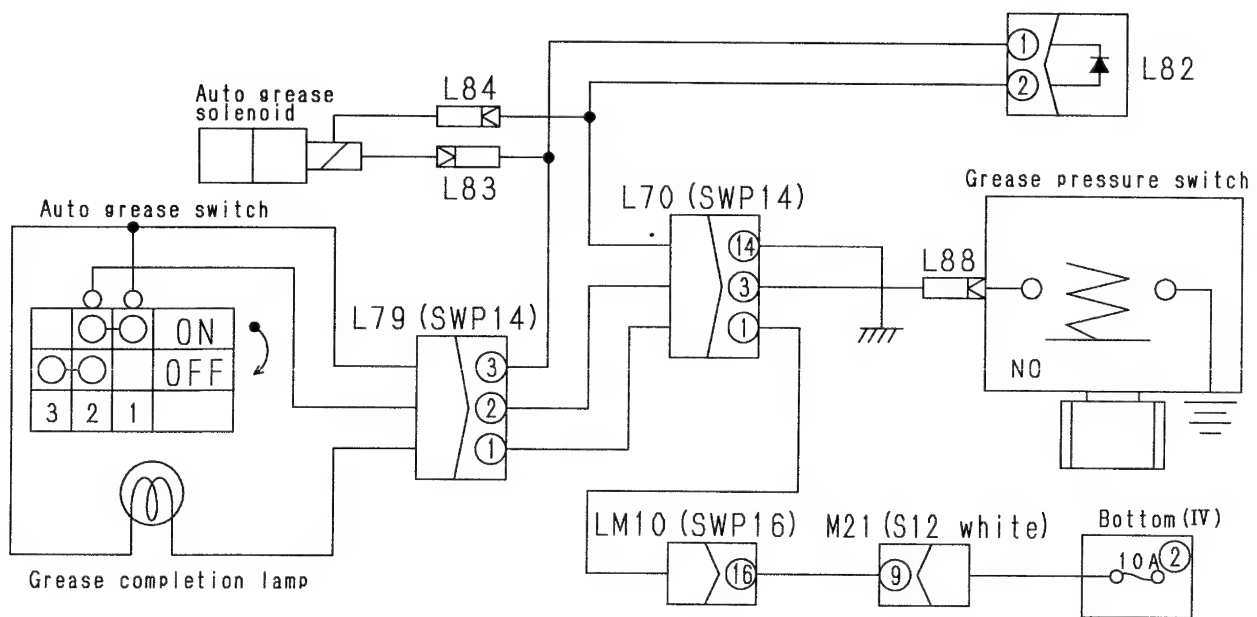 1
2
L82
L84
Auto grease
solenoid
L83
Grease pressure switch
L70 (SWP14)
Auto grease switch
14
L88
3
L79 (SWP14)
1
ON
OFF
3
NO
3 2 1
2
1
LM10 (SWP16)
M21 (S12 white)
Bottom (IV)
10A
2
16
9
Grease completion lamp